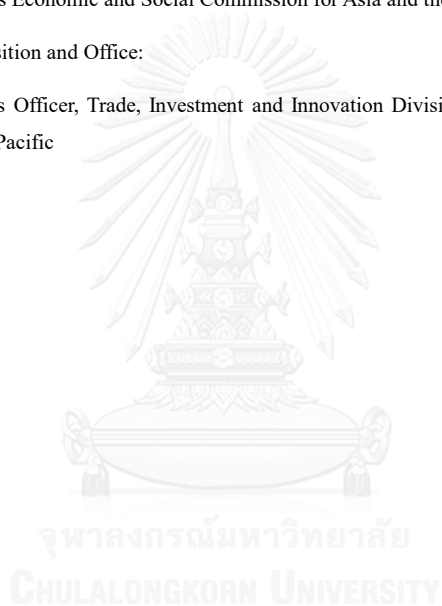 s Economic and Social Commission for Asia and the
sition and Office:
s Officer, Trade, Investment and Innovation Divisi
Pacific
จุฬาลงกรณ์มหาวิทยาลัย
CHULALONGKORN UNIVERSITY